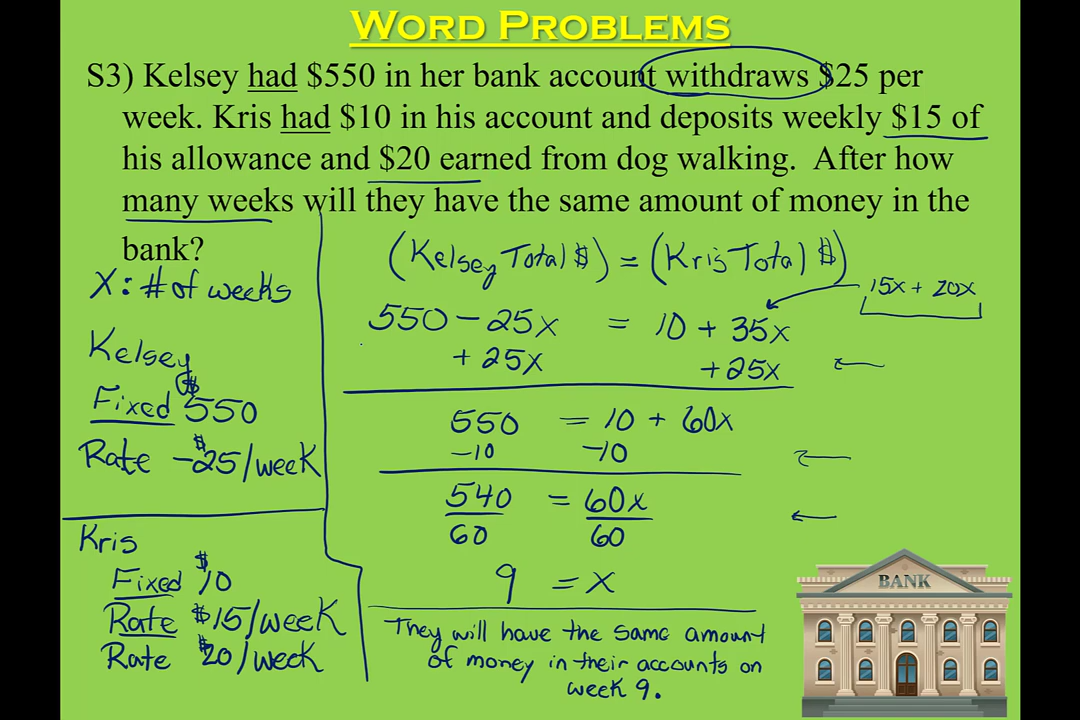 WORD PROBLEMS
S3) Kelsey had $550 in her bank account withdraws $25 per
week. Kris had $10 in his account and deposits weekly $15 of
his allowance and $20 earned from dog walking. After how
many weeks will they have the same amount of money in the
bank?
X: # of weeks
Kelsey
Fixed $550
Rate -$25/week
Kris
Fixed $10
Rate $15/week
Rate $20/week
(Kelsey Total $) = (Kris Total $)
15x + 20x
550 - 25x = 10 + 35x
+ 25x +25x
550 = 10 + 60x
-10 -10
540 = 60x
60 60
9 = x
They will have the same amount
of money in their accounts on
week 9.
BANK